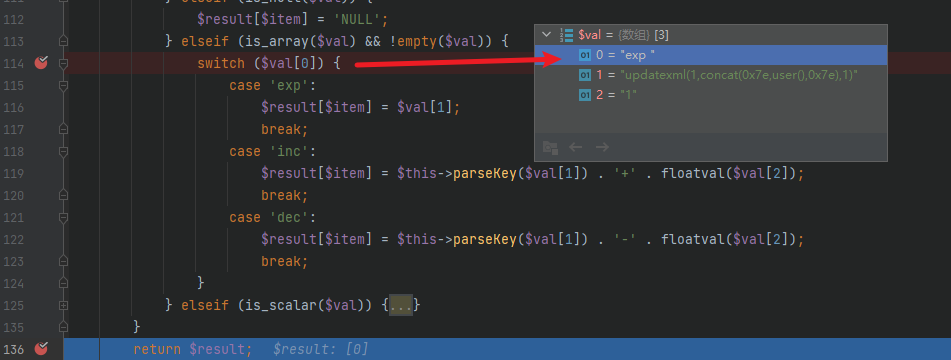 } elseif (is_null($val)) {
112 $result[$item] = 'NULL';
113 } elseif (is_array($val) && !empty($val)) {
114 switch ($val[0]) {
115 case 'exp':
116 $result[$item] = $val[1];
117 break;
118 case 'inc':
119 $result[$item] = $this->parseKey($val[1]) . '+' . floatval($val[2]);
120 break;
121 case 'dec':
122 $result[$item] = $this->parseKey($val[1]) . '-' . floatval($val[2]);
123 break;
124 }
125 } elseif (is_scalar($val)) {...}
135 }
136 return $result; $result: [0]
$val = (数组) [3]
01 0 = "exp "
01 1 = "updatexml(1,concat(0x7e,user(),0x7e),1)"
01 2 = "1"